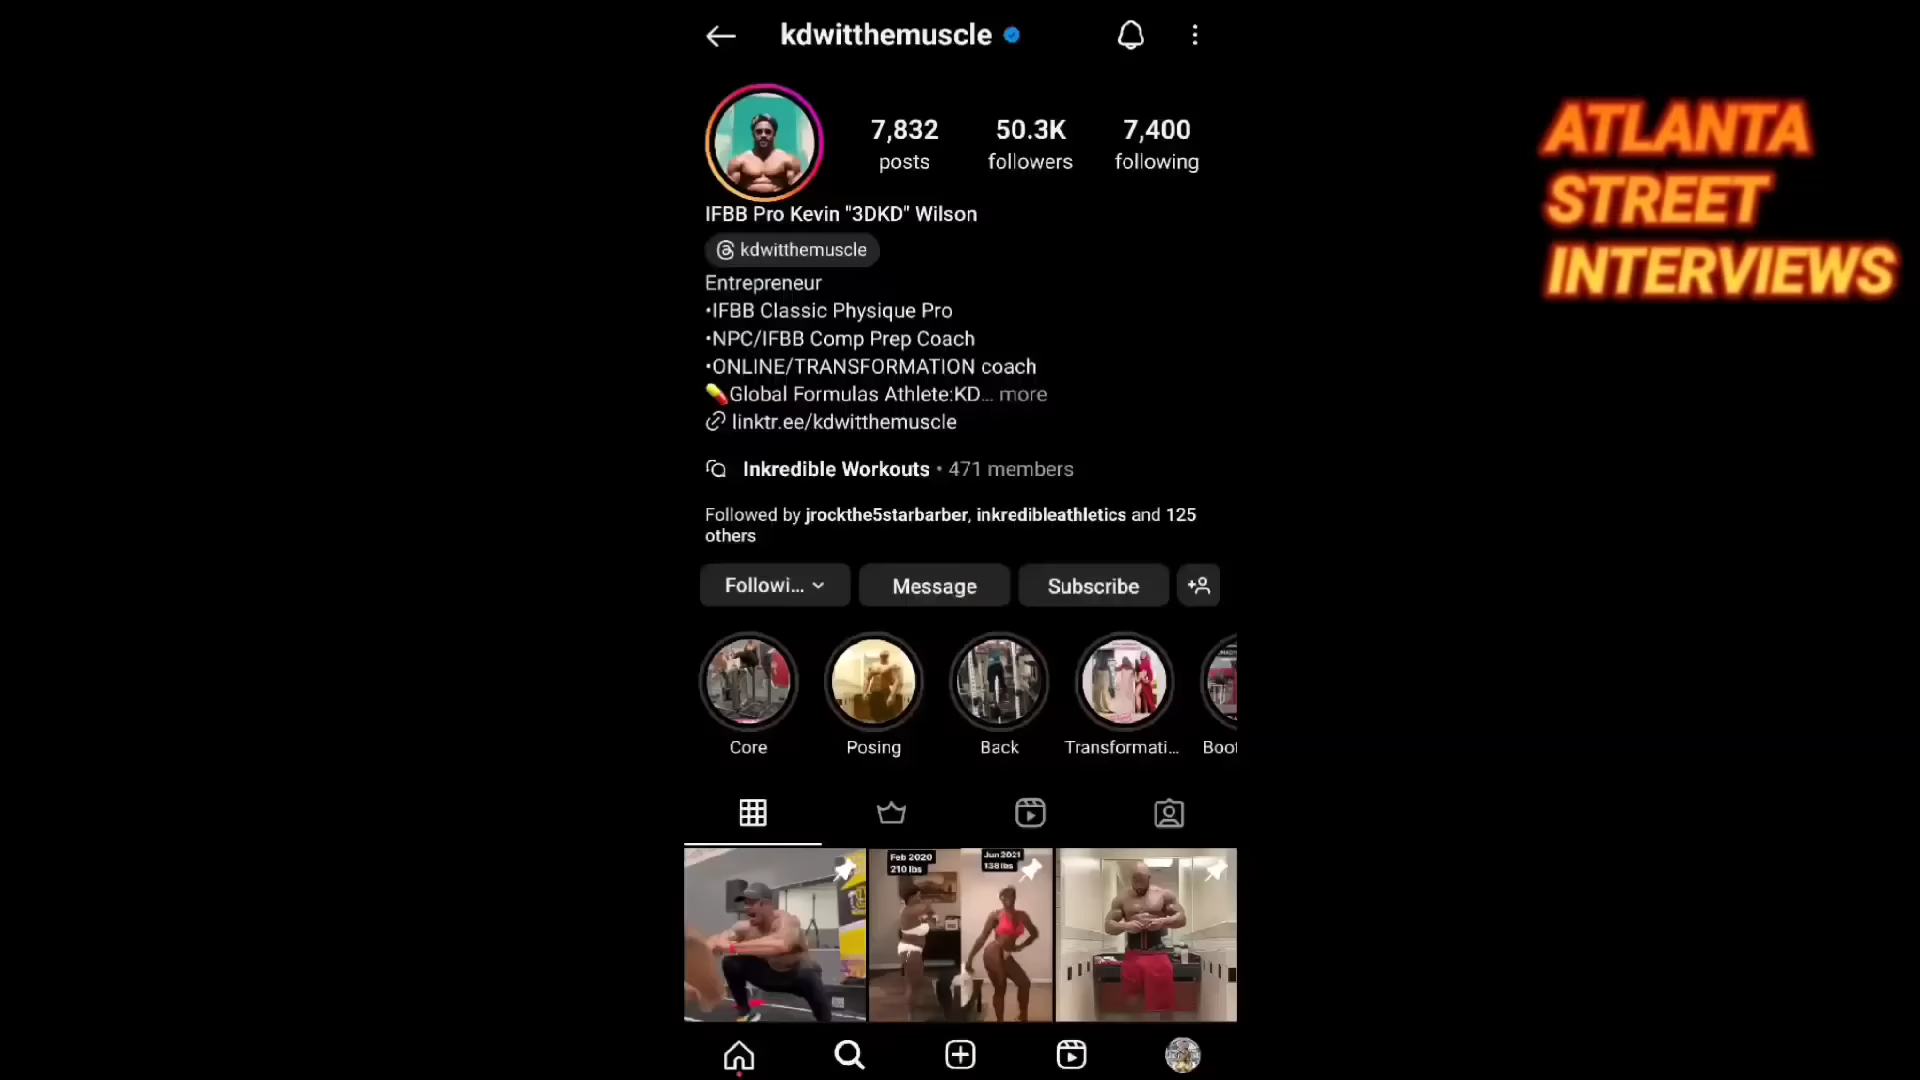 kdwitthemuscle
7,832 50.3K 7,400
posts followers following
IFBB Pro Kevin "3DKD" Wilson
kdwitthemuscle
Entrepreneur
•IFBB Classic Physique Pro
•NPC/IFBB Comp Prep Coach
•ONLINE/TRANSFORMATION coach
💊Global Formulas Athlete:KD... more
linktr.ee/kdwitthemuscle
Inkredible Workouts • 471 members
Followed by jrockthe5starbarber, inkredibleathletics and 125
others
Followi... Message Subscribe
Core Posing Back Transformati... Boot
Feb 2020
210 lbs
Jun 2021
138 lbs
ATLANTA
STREET
INTERVIEWS